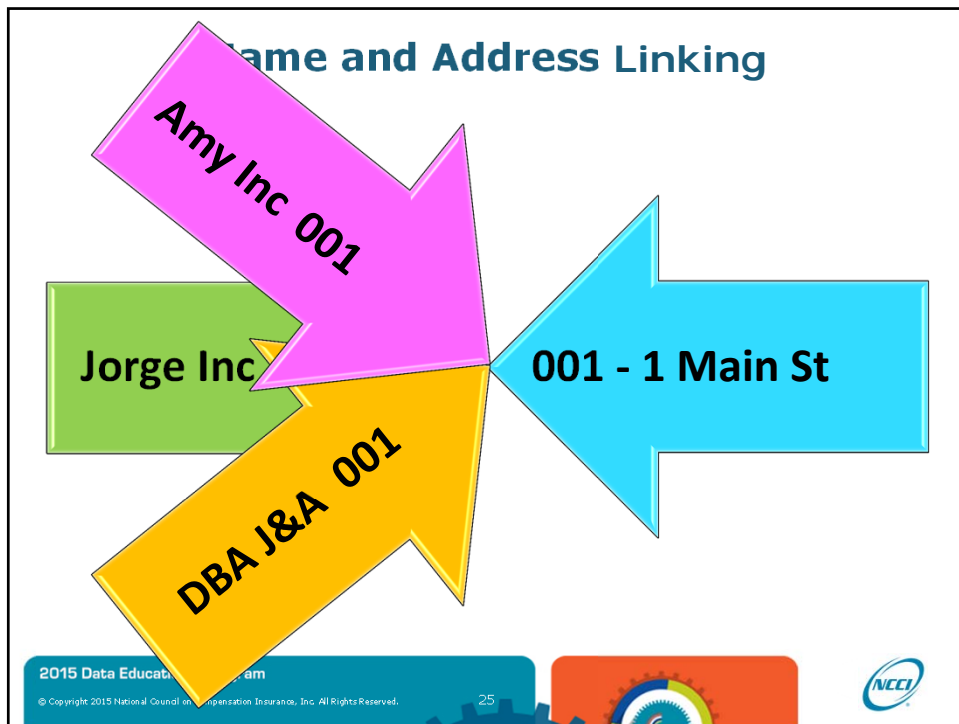 ame and Address Linking
Amy Inc 001
Jorge Inc
001 - 1 Main St
DBA J&A 001
2015 Data Educat am
© Copyright 2015 National Council on pensation Insurance, Inc. All Rights Reserved.
25
NCCI